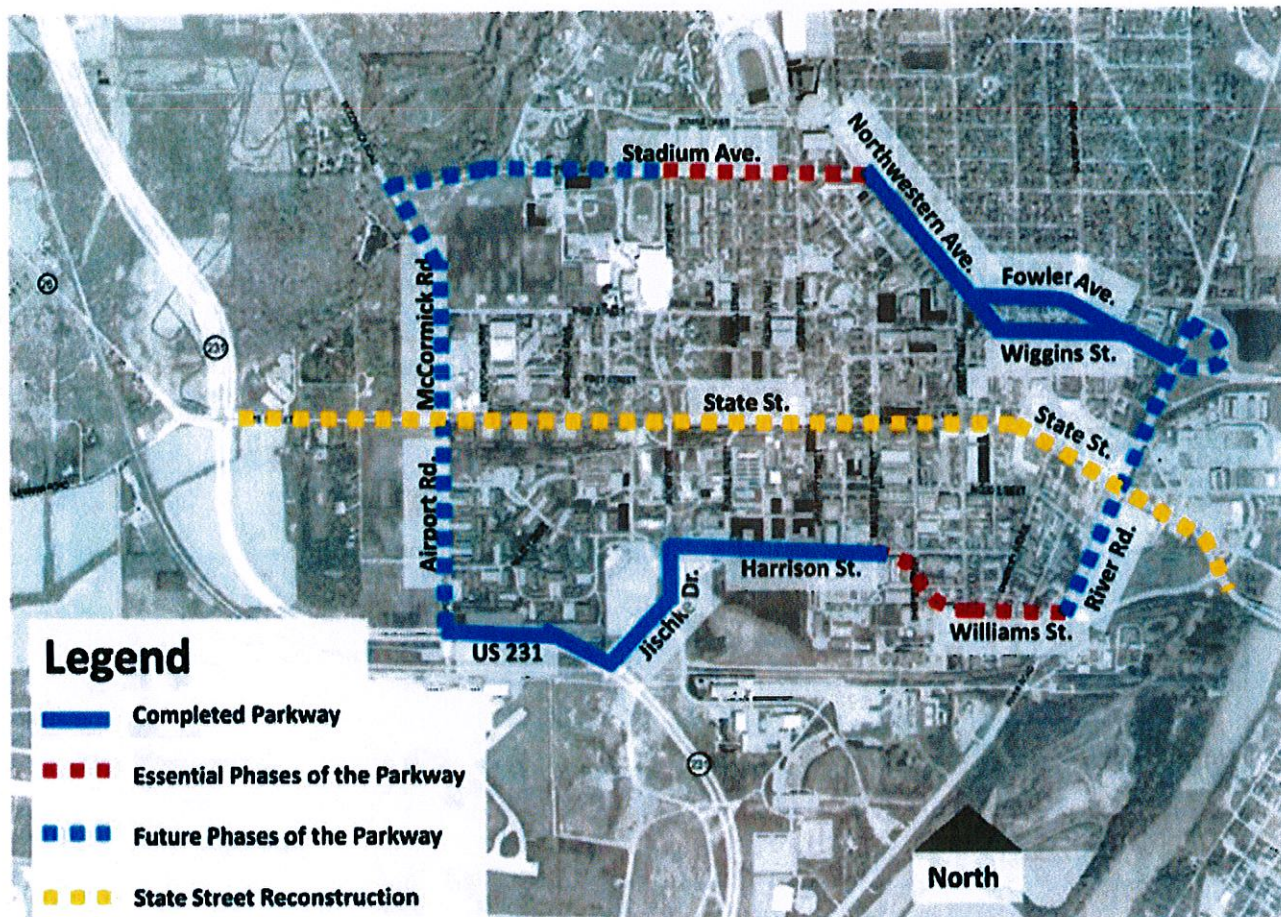 Stadium Ave.
Northwestern Ave.
Fowler Ave.
Wiggins St.
McCormick Rd
26
231
State St.
State St.
Airport Rd.
Harrison St.
Jischke Dr.
River Rd.
Williams St.
US 231
231
Legend
Completed Parkway
Essential Phases of the Parkway
Future Phases of the Parkway
State Street Reconstruction
North